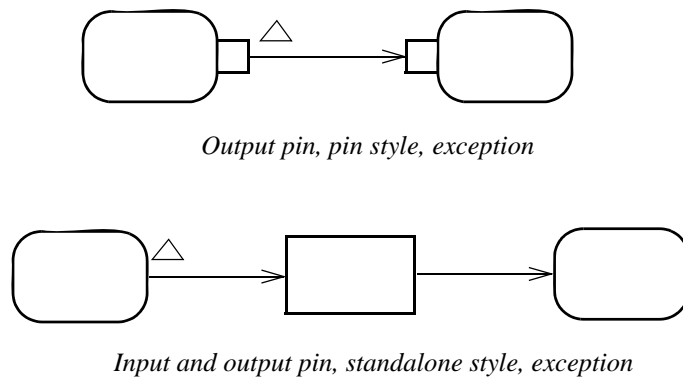 Output pin, pin style, exception
Input and output pin, standalone style, exception